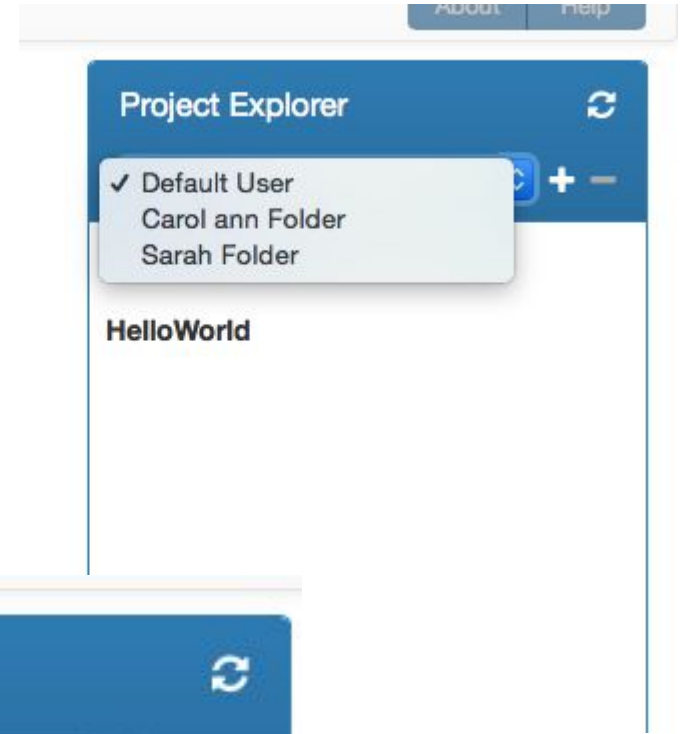 About Help
Project Explorer
✓ Default User
Carol ann Folder
Sarah Folder
HelloWorld